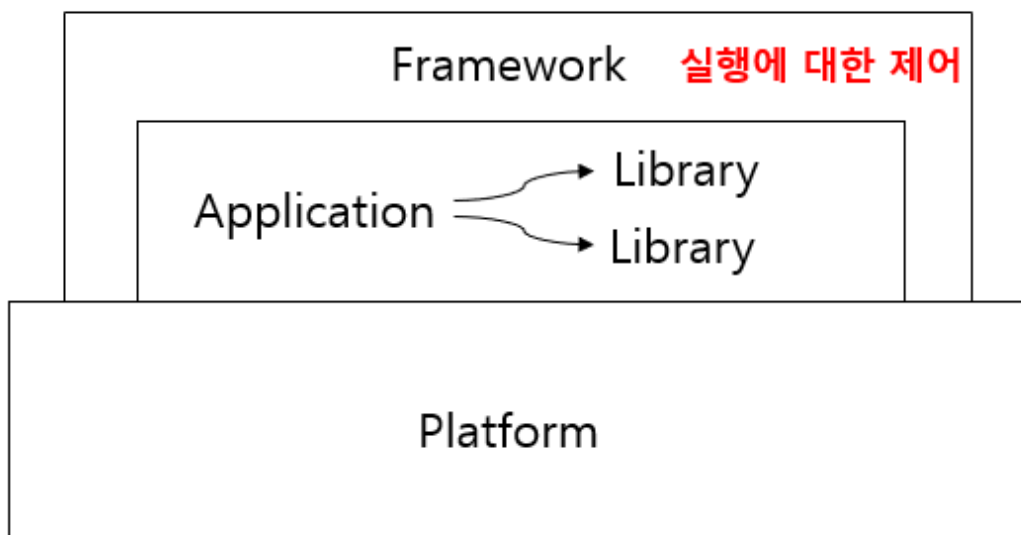 Framework 실행에 대한 제어
Library
Application
Library
Platform